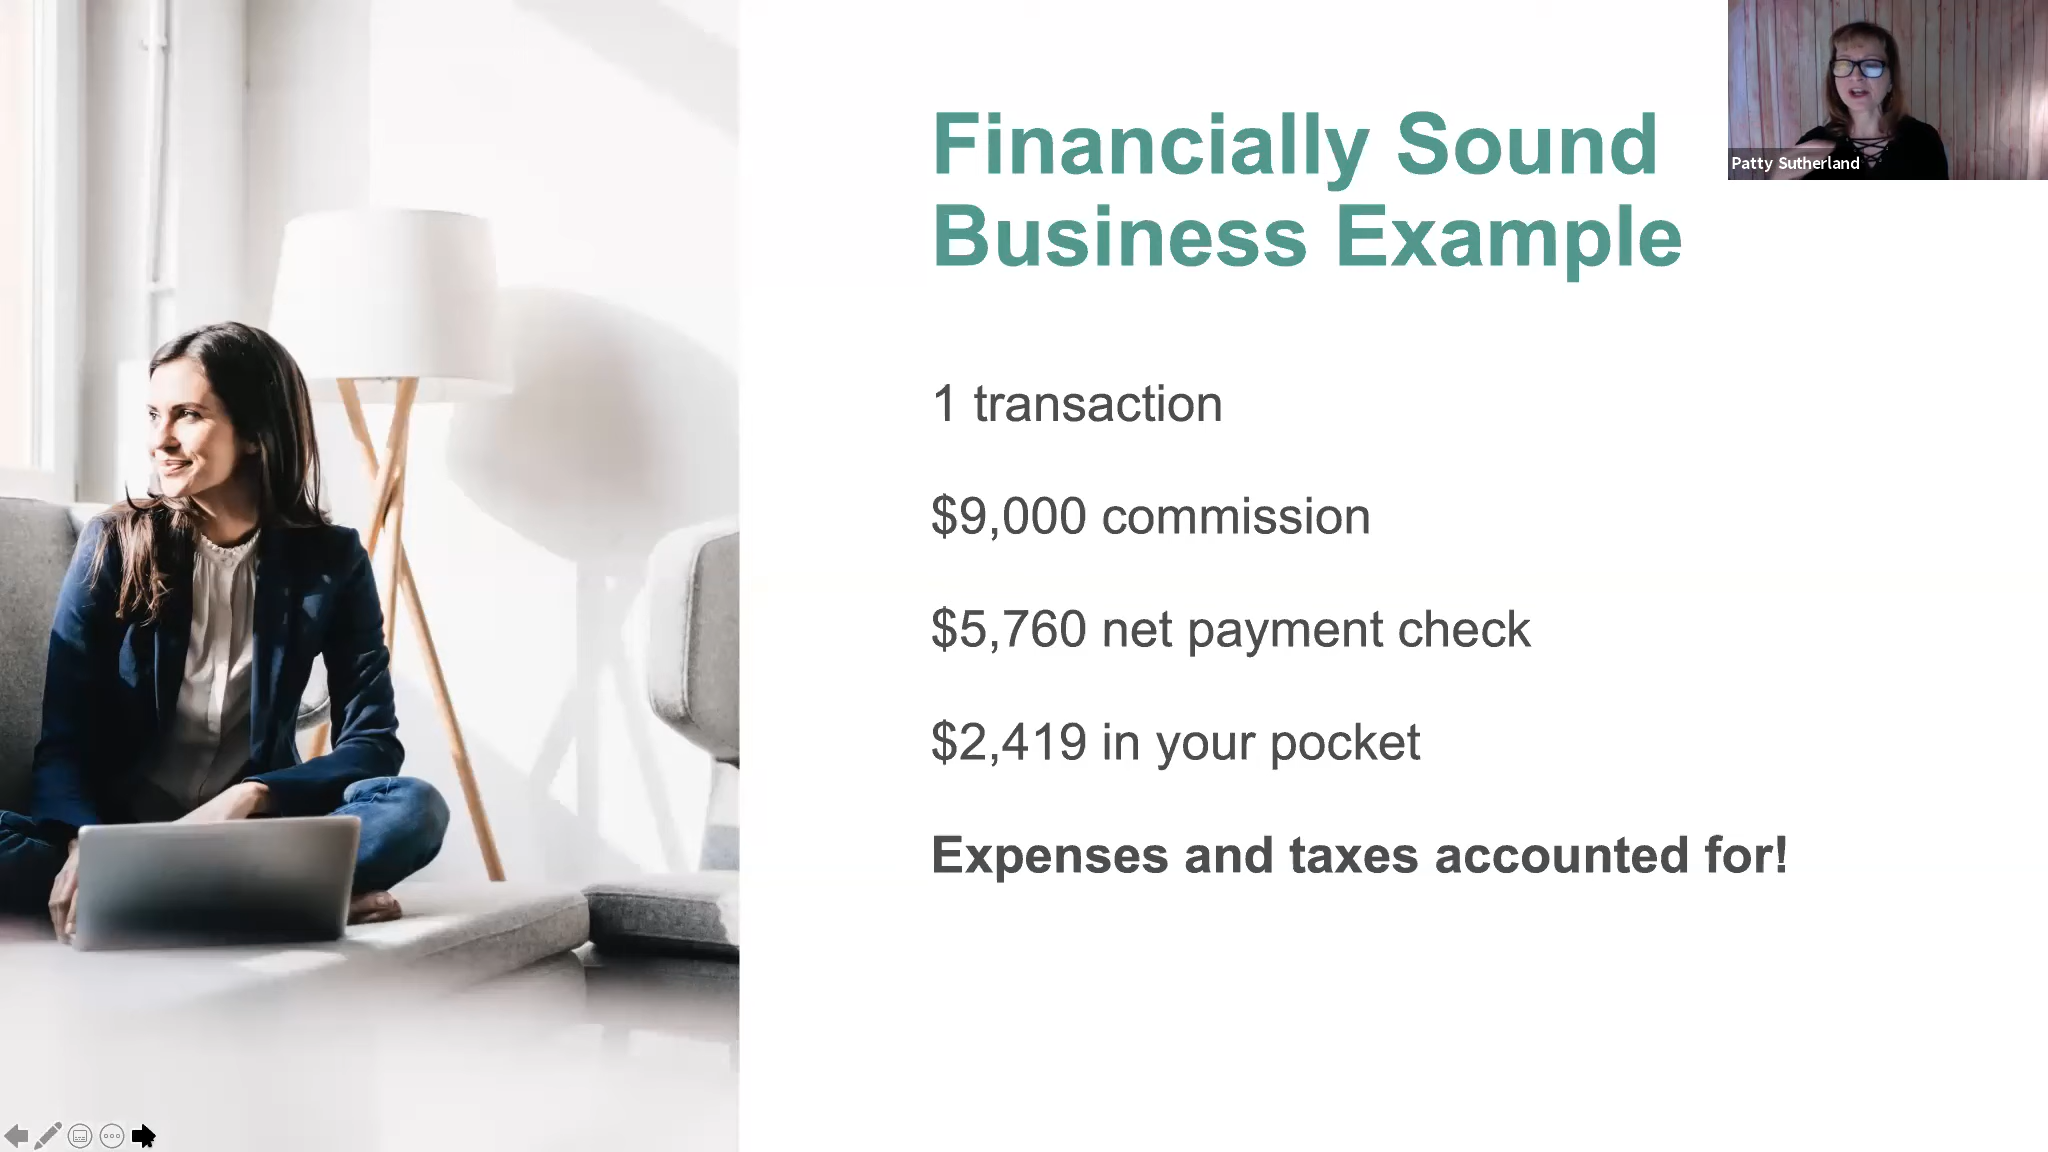 Financially Sound
Business Example
Patty Sutherland
1 transaction
$9,000 commission
$5,760 net payment check
$2,419 in your pocket
Expenses and taxes accounted for!